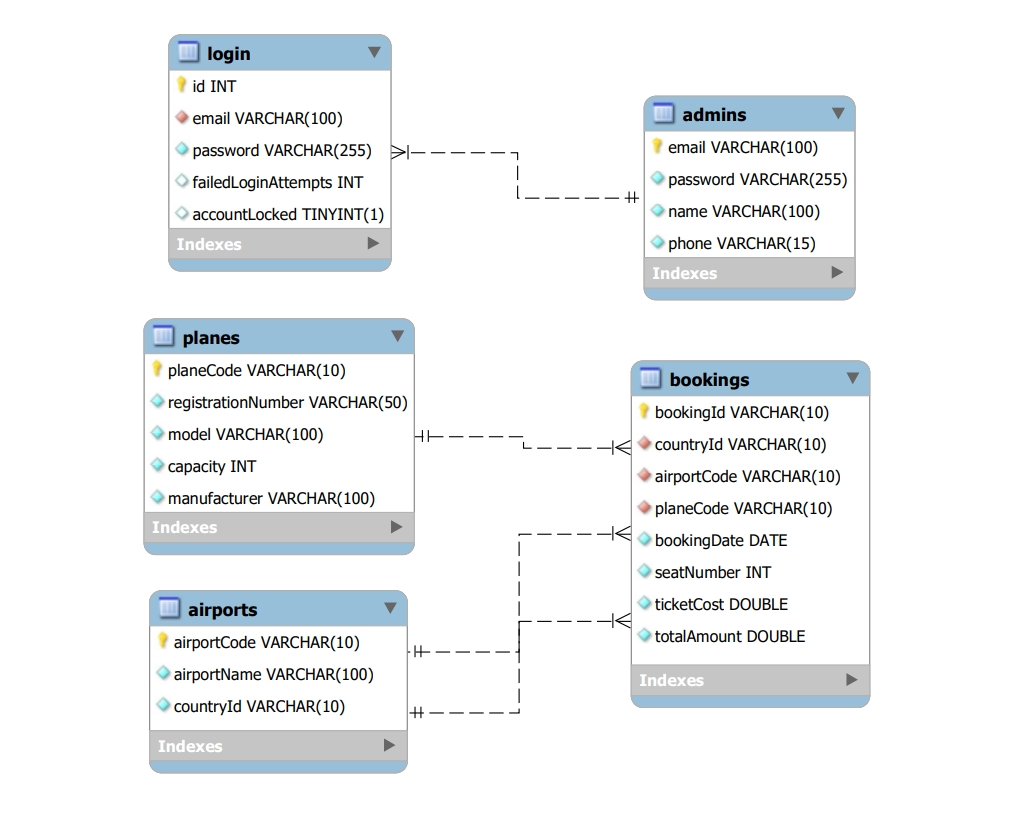 login
id INT
email VARCHAR(100)
password VARCHAR(255)
failedLoginAttempts INT
accountLocked TINYINT(1)
Indexes
admins
email VARCHAR(100)
password VARCHAR(255)
name VARCHAR(100)
phone VARCHAR(15)
Indexes
planes
planeCode VARCHAR(10)
registrationNumber VARCHAR(50)
model VARCHAR(100)
capacity INT
manufacturer VARCHAR(100)
Indexes
bookings
bookingId VARCHAR(10)
countryId VARCHAR(10)
airportCode VARCHAR(10)
planeCode VARCHAR(10)
bookingDate DATE
seatNumber INT
ticketCost DOUBLE
totalAmount DOUBLE
Indexes
airports
airportCode VARCHAR(10)
airportName VARCHAR(100)
countryId VARCHAR(10)
Indexes